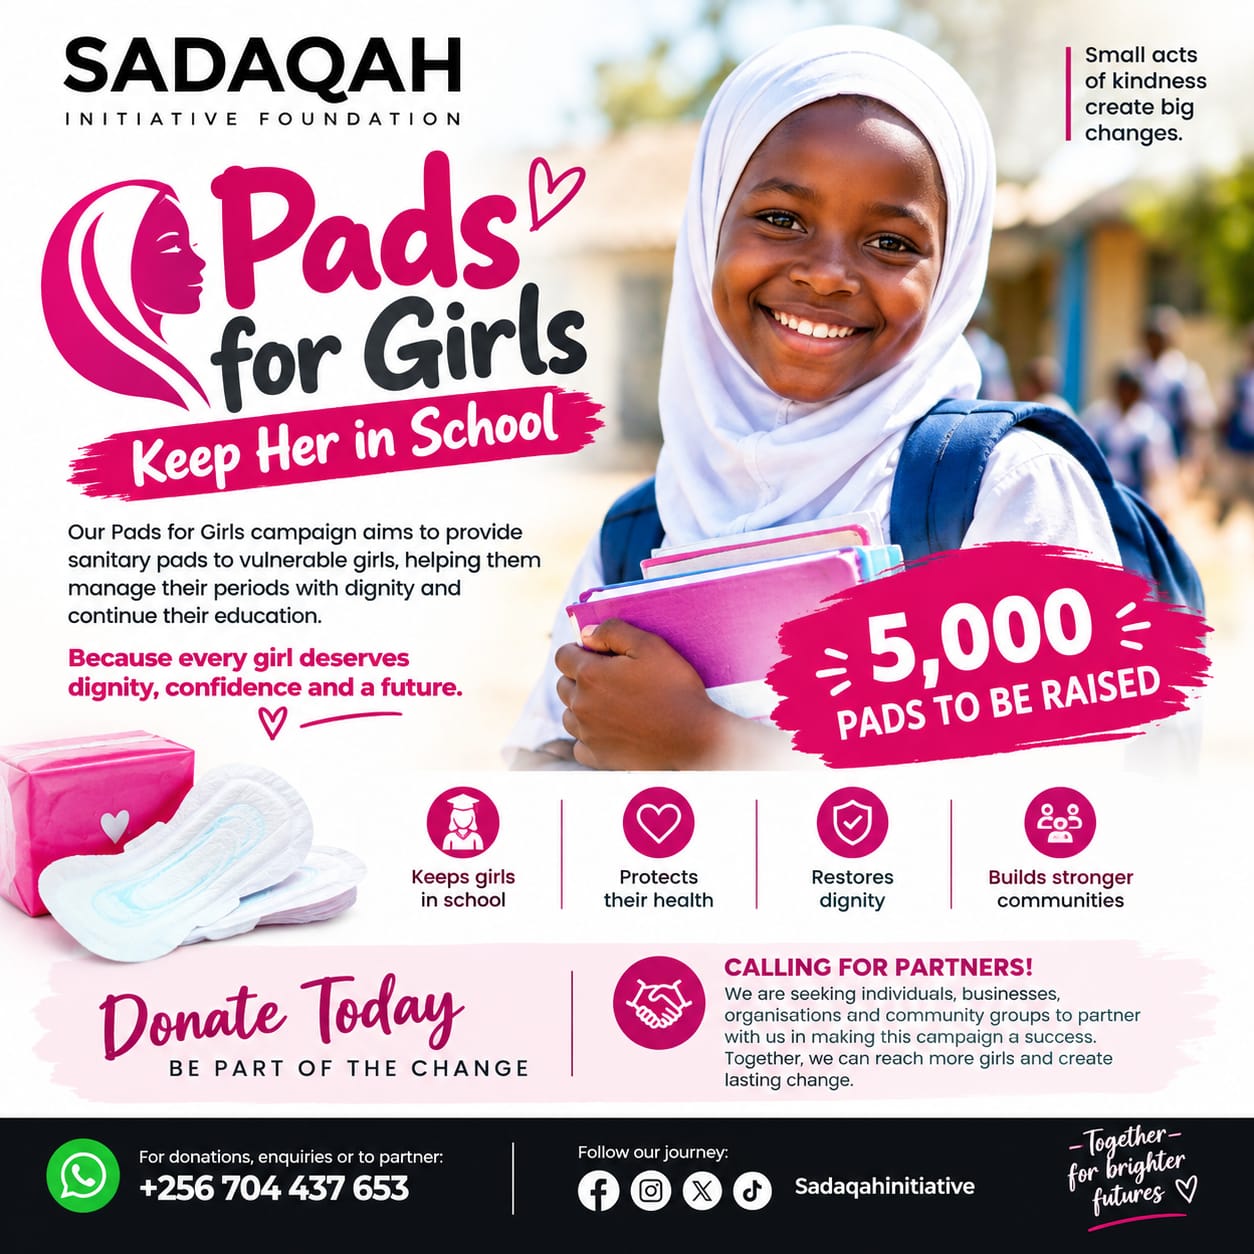 SADAQAH
INITIATIVE FOUNDATION
Small acts
of kindness
create big
changes.
Pads
for Girls
Keep Her in School
Our Pads for Girls campaign aims to provide
sanitary pads to vulnerable girls, helping them
manage their periods with dignity and
continue their education.
Because every girl deserves
dignity, confidence and a future.
5,000
PADS TO BE RAISED
Keeps girls
in school
Protects
their health
Restores
dignity
Builds stronger
communities
Donate Today
BE PART OF THE CHANGE
CALLING FOR PARTNERS!
We are seeking individuals, businesses,
organisations and community groups to partner
with us in making this campaign a success.
Together, we can reach more girls and create
lasting change.
For donations, enquiries or to partner:
+256 704 437 653
Follow our journey:
Sadaqahinitiative
–Together–
for brighter
futures